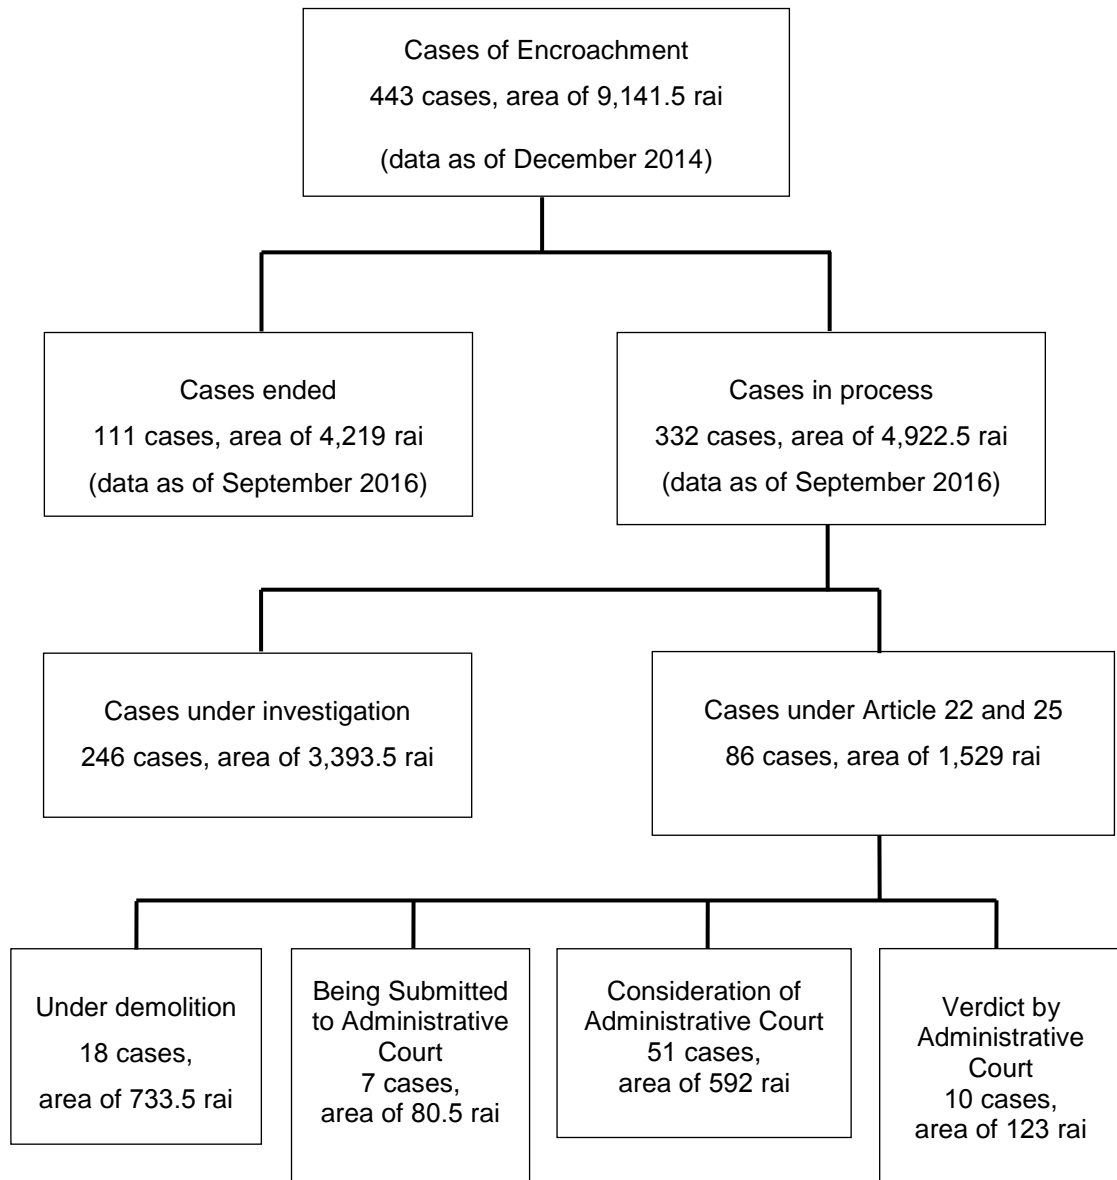 Cases of Encroachment
443 cases, area of 9,141.5 rai
(data as of December 2014)
Cases ended
111 cases, area of 4,219 rai
(data as of September 2016)
Cases in process
332 cases, area of 4,922.5 rai
(data as of September 2016)
Cases under investigation
246 cases, area of 3,393.5 rai
Cases under Article 22 and 25
86 cases, area of 1,529 rai
Under demolition
18 cases,
area of 733.5 rai
Being Submitted
to Administrative
Court
7 cases,
area of 80.5 rai
Consideration of
Administrative Court
51 cases,
area of 592 rai
Verdict by
Administrative
Court
10 cases,
area of 123 rai